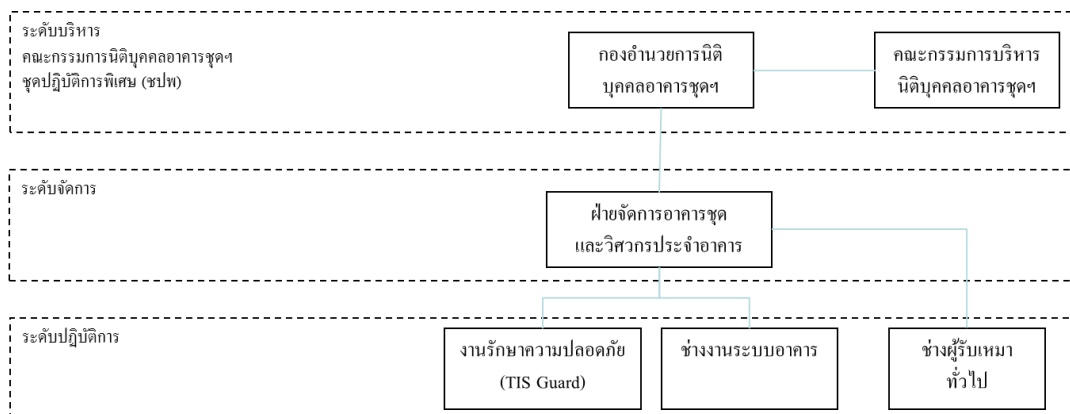 ระดับบริหาร
คณะกรรมการนิติบุคคลอาคารชุดฯ
ชุดปฏิบัติการพิเศษ (ชปพ)
กองอำนวยการนิติ
บุคคลอาคารชุดฯ
คณะกรรมการบริหาร
นิติบุคคลอาคารชุดฯ
ระดับจัดการ
ฝ่ายจัดการอาคารชุด
และวิศวกรประจำอาคาร
ระดับปฏิบัติการ
งานรักษาความปลอดภัย
(TIS Guard)
ช่างงานระบบอาคาร
ช่างผู้รับเหมา
ทั่วไป